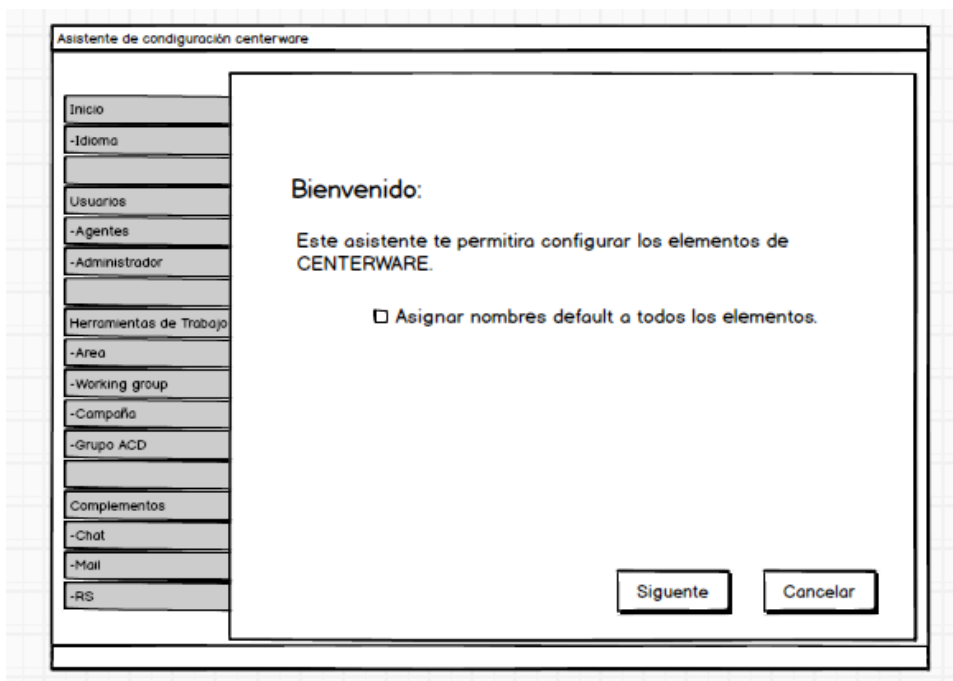 Asistente de condiguración centerware
Inicio
-Idioma
Usuarios
-Agentes
-Administrador
Herramientas de Trabajo
-Area
-Working group
-Campaña
-Grupo ACD
Complementos
-Chat
-Mail
-RS
Bienvenido:
Este asistente te permitira configurar los elementos de
CENTERWARE.
Asignar nombres default a todos los elementos.
Siguente
Cancelar